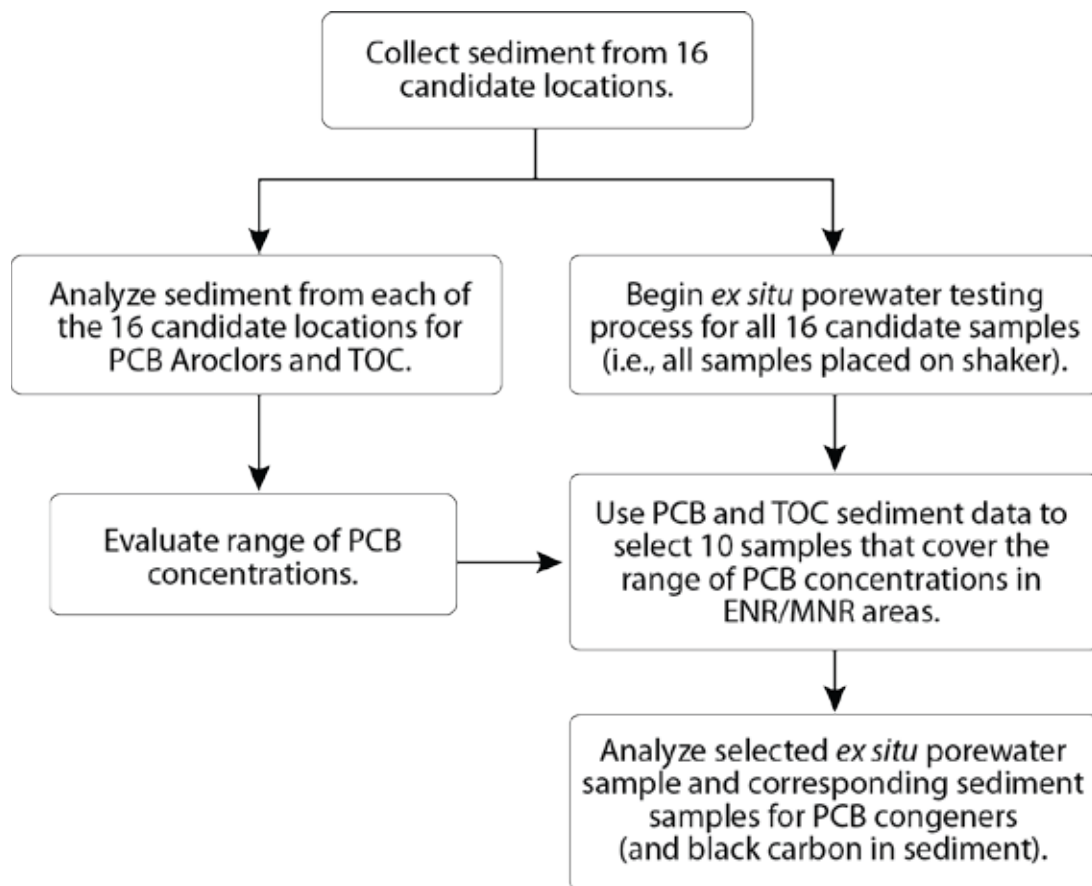 Collect sediment from 16
candidate locations.
Analyze sediment from each of
the 16 candidate locations for
PCB Aroclors and TOC.
Begin ex situ porewater testing
process for all 16 candidate samples
(i.e., all samples placed on shaker).
Evaluate range of PCB
concentrations.
Use PCB and TOC sediment data to
select 10 samples that cover the
range of PCB concentrations in
ENR/MNR areas.
Analyze selected ex situ porewater
sample and corresponding sediment
samples for PCB congeners
(and black carbon in sediment).